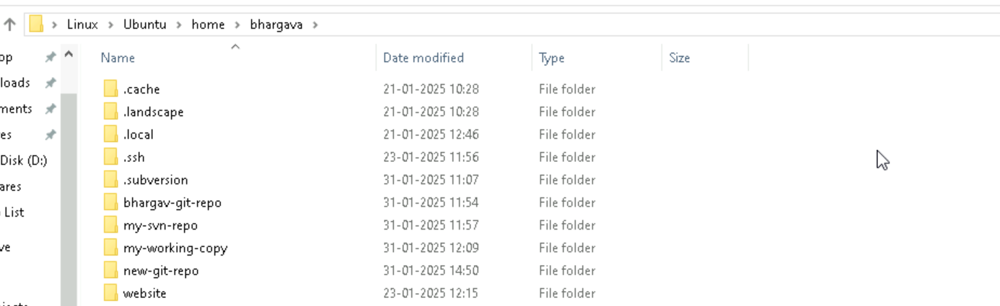 Linux > Ubuntu > home > bhargava >
Name Date modified Type Size
op
loads
ments
es
Disk (D:)
ares
List
ve
.cache 21-01-2025 10:28 File folder
.landscape 21-01-2025 10:28 File folder
.local 21-01-2025 12:46 File folder
.ssh 23-01-2025 11:56 File folder
.subversion 31-01-2025 11:07 File folder
bhargav-git-repo 31-01-2025 11:54 File folder
my-svn-repo 31-01-2025 11:57 File folder
my-working-copy 31-01-2025 12:09 File folder
new-git-repo 31-01-2025 14:50 File folder
website 23-01-2025 12:15 File folder